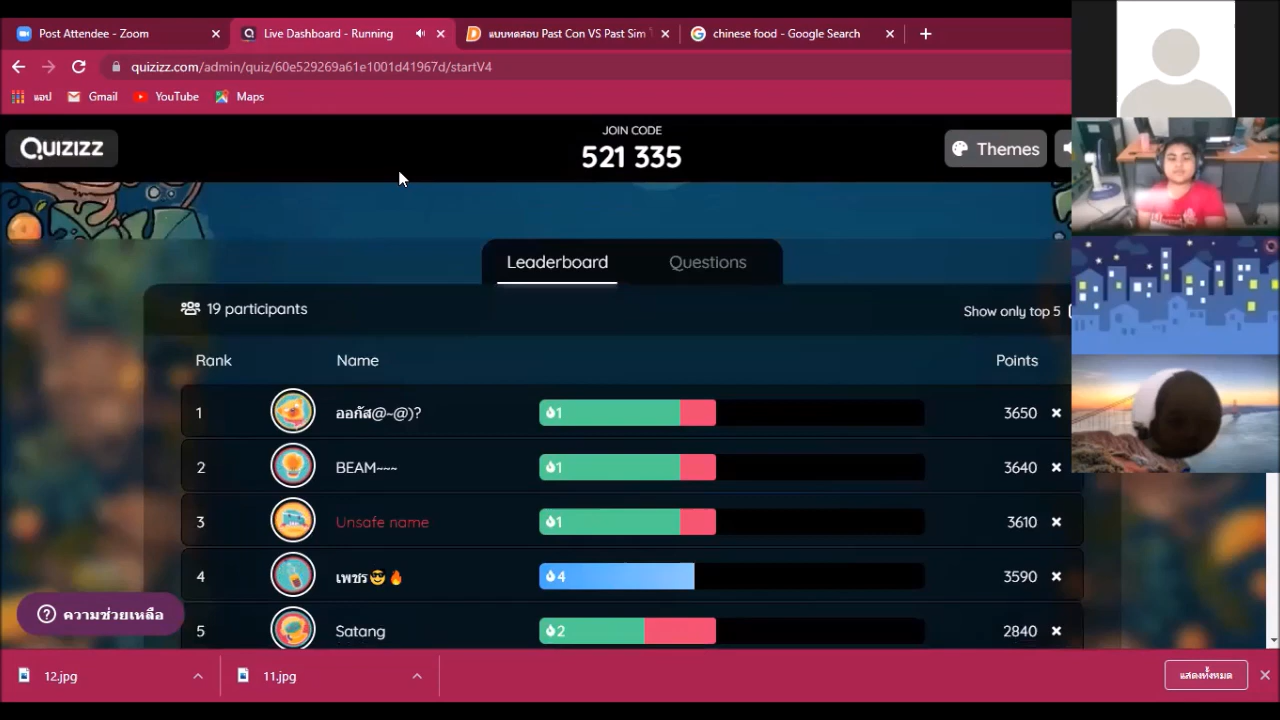 Post Attendee - Zoom
Live Dashboard - Running
แบบทดสอบ Past Con VS Past Sim
chinese food - Google Search
quizizz.com/admin/quiz/60e529269a61e1001d41967d/startV4
แอป
Gmail
YouTube
Maps
Quizizz
JOIN CODE
521 335
Themes
Leaderboard
Questions
19 participants
Show only top 5
Rank
Name
Points
1
ออกัส@~@)?
1
3650
2
BEAM~~~
1
3640
3
Unsafe name
1
3610
4
เพชร😎🔥
4
3590
5
Satang
2
2840
ความช่วยเหลือ
12.jpg
11.jpg
แสดงทั้งหมด